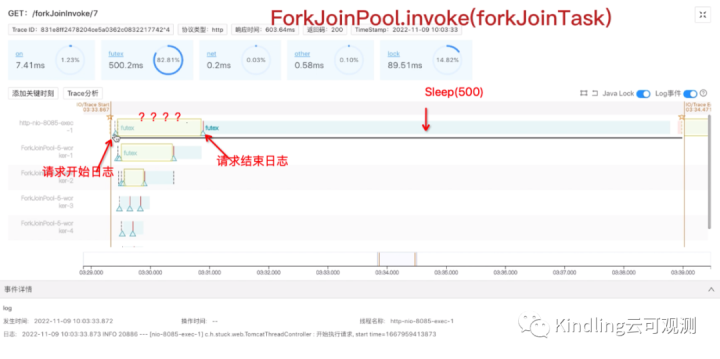 GET: /forkJoinInvoke/7
ForkJoinPool.invoke(forkJoinTask)
Trace ID: 831e8ff2478204ce5a0362c0832217742*4 协议类型: http 响应时间: 603.64ms 返回码: 200 TimeStamp: 2022-11-09 10:03:33
on
7.41ms
1.23%
futex
500.2ms
82.81%
net
0.2ms
0.03%
other
0.58ms
0.10%
lock
89.51ms
14.82%
添加关键时刻 Trace分析
Sleep(500)
Java Lock Log事件
03:33.867
http-nio-8085-exec-1
futex
? ? ? ?
futex
请求开始日志
请求结束日志
ForkJoinPool-5-worker-1
futex
ForkJoinPool-5-worker-2
ForkJoinPool-5-worker-3
ForkJoinPool-5-worker-4
03:29.000 03:30.000 03:31.000 03:32.000 03:33.000 03:34.000 03:35.000 03:36.000 03:37.000 03:38.000 03:39.000
事件详情
log
发生时间: 2022-11-09 10:03:33.872 操作时间: -- 线程名称: http-nio-8085-exec-1
日志: 2022-11-09 10:03:33.873 INFO 20886 --- [nio-8085-exec-1] c.h.stuck.web.TomcatThreadController : 开始执行请求, start time=1667959413873
Kindling云可观测